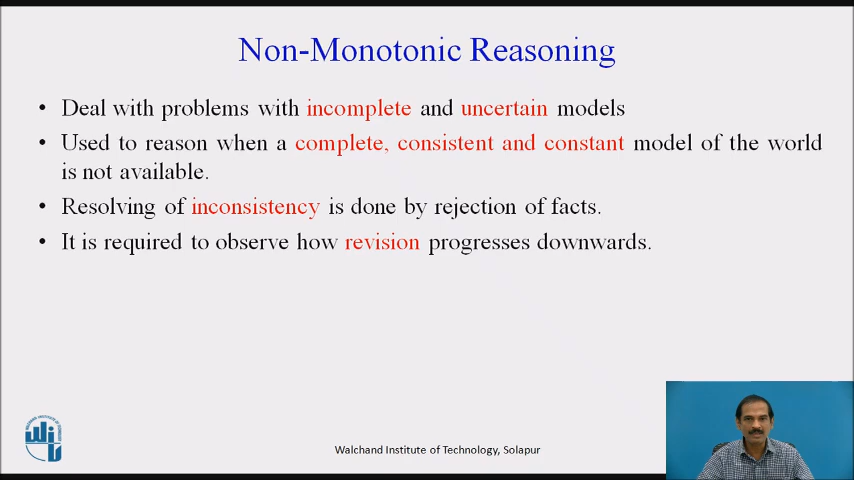 Non-Monotonic Reasoning
• Deal with problems with incomplete and uncertain models
• Used to reason when a complete, consistent and constant model of the world
is not available.
• Resolving of inconsistency is done by rejection of facts.
• It is required to observe how revision progresses downwards.
Walchand Institute of Technology, Solapur